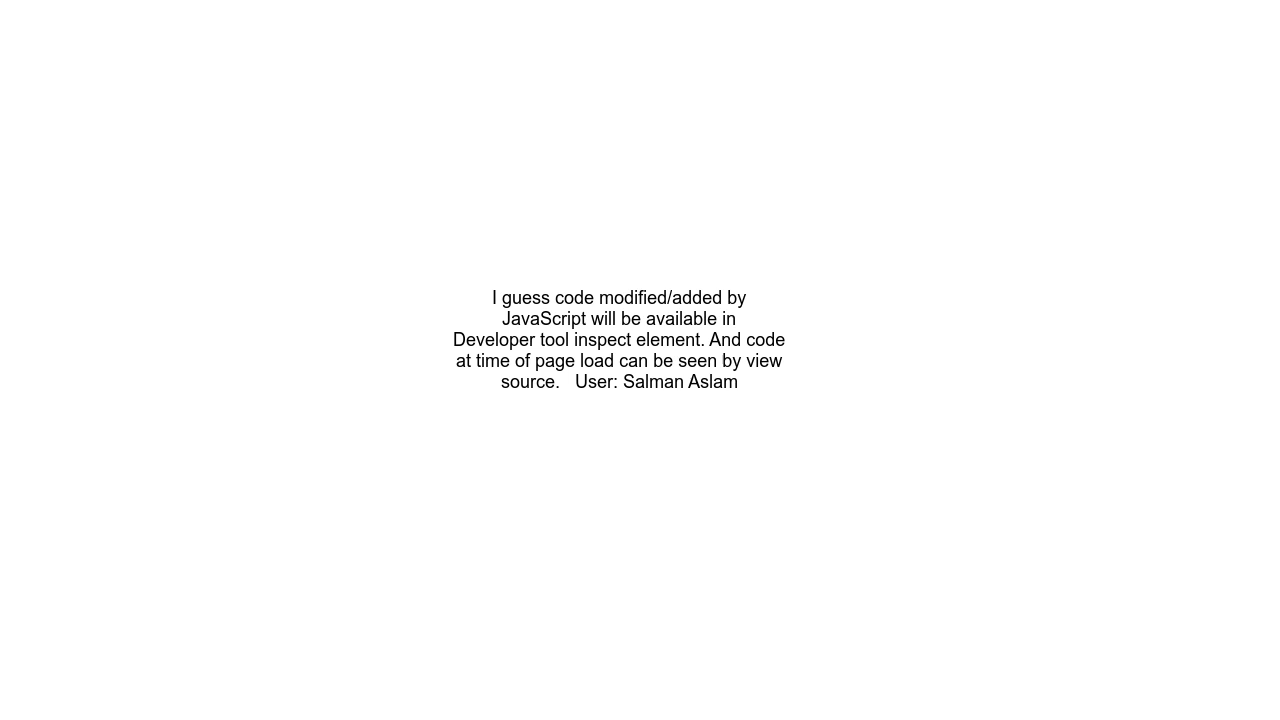 I guess code modified/added by
JavaScript will be available in
Developer tool inspect element. And code
at time of page load can be seen by view
source.   User: Salman Aslam